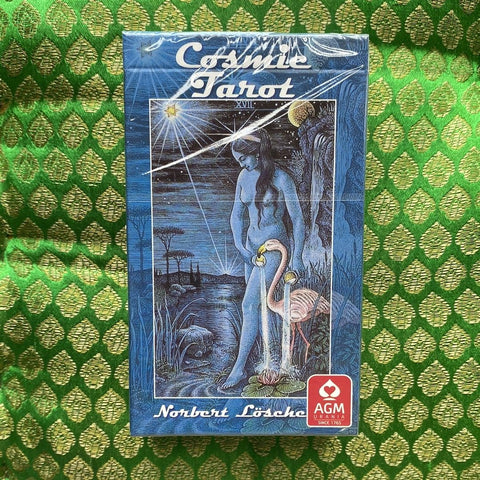 Cosmic
Tarot
XVII
Norbert Lösche
AGM
URANIA
SINCE 1765